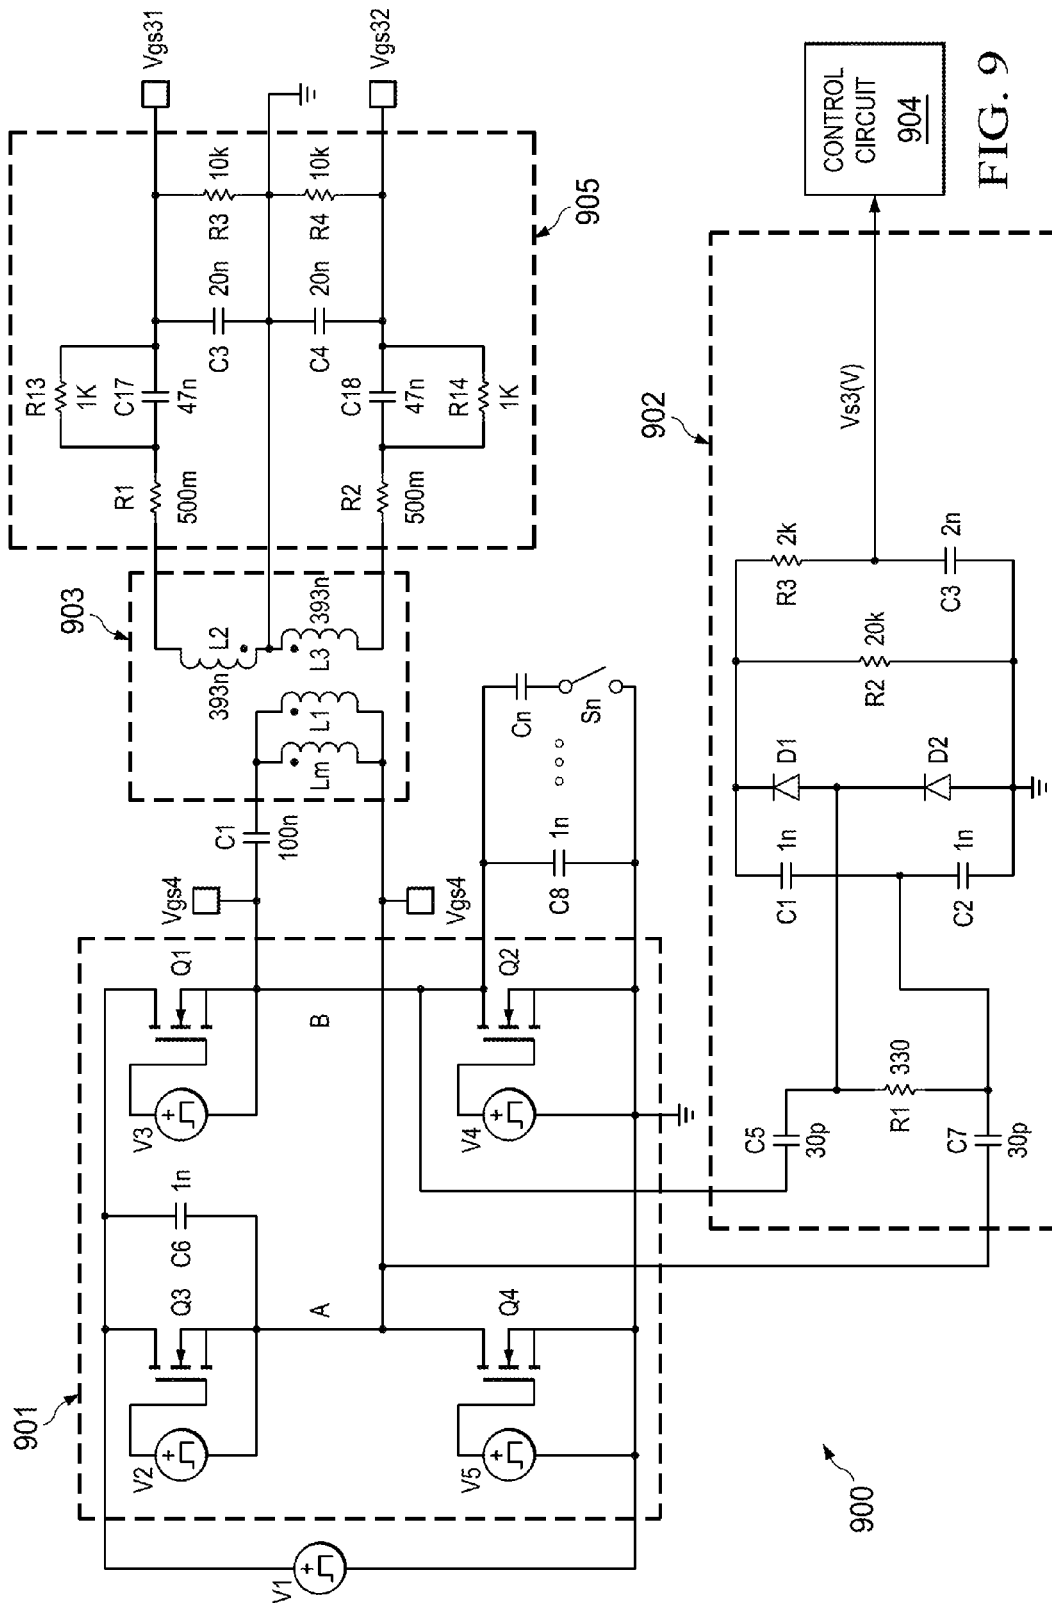 901
V1
V2
Q3
C6
1n
V3
Q1
A
B
V5
Q4
V4
Q2
Vgs4
Vgs4
C1
100n
903
393n
L2
Lm
L1
L3
393n
C8
1n
Cn
Sn
R1
500m
R13
1K
C17
47n
C3
20n
R3
10k
Vgs31
R2
500m
C18
47n
R14
1K
C4
20n
R4
10k
Vgs32
905
902
C5
30p
R1
330
C7
30p
C1
1n
C2
1n
D1
D2
R2
20k
R3
2k
C3
2n
Vs3(V)
CONTROL
CIRCUIT
904
900
FIG. 9